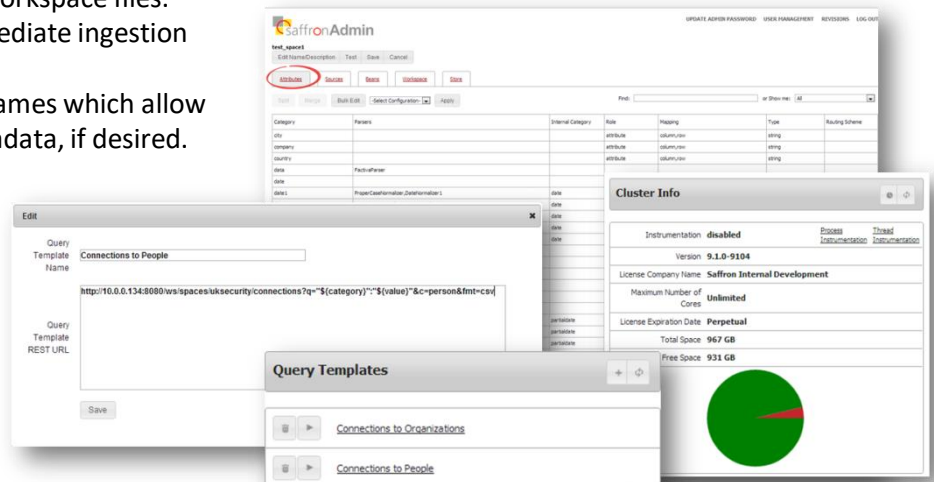 orkspace files.
ediate ingestion
ames which allow
adata, if desired.
saffronAdmin
UPDATE ADMIN PASSWORD USER MANAGEMENT REVISIONS LOG OUT
test_space1
Edit Name/Description Test Save Cancel
Attributes Sources Beans Workspace Store
Merge Bulk Edit -Select Configuration- Apply Find: or Show me: All
Category Parsers Internal Category Role Mapping Type Routing Scheme
city attribute column,row string
company attribute column,row string
country attribute column,row string
data FactivaParser
date
date1 ProperCaseNormalizer,DateNormalizer1 date
date
date
date
date
partialdate
partialdate
partialdate
Edit
Query Template Name
Connections to People
Query Template REST URL
http://10.0.0.134:8080/ws/spaces/uksecurity/connections?q="${category}":"${value}"&c=person&fmt=csv
Save
Cluster Info
Instrumentation disabled Process Instrumentation Thread Instrumentation
Version 9.1.0-9104
License Company Name Saffron Internal Development
Maximum Number of Cores Unlimited
License Expiration Date Perpetual
Total Space 967 GB
Free Space 931 GB
Query Templates
Connections to Organizations
Connections to People